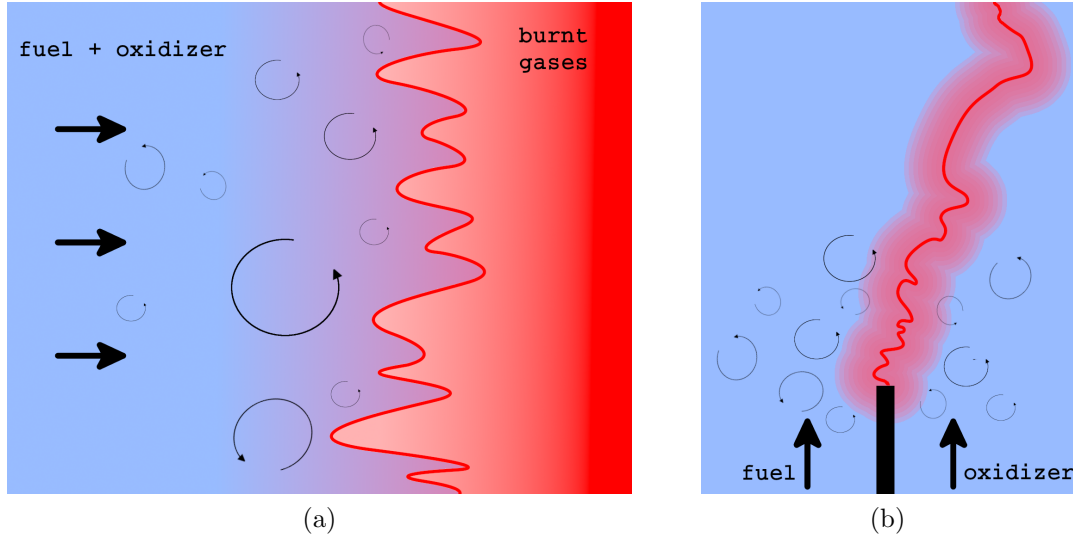 fuel + oxidizer
burnt
gases
fuel
oxidizer
(a)
(b)